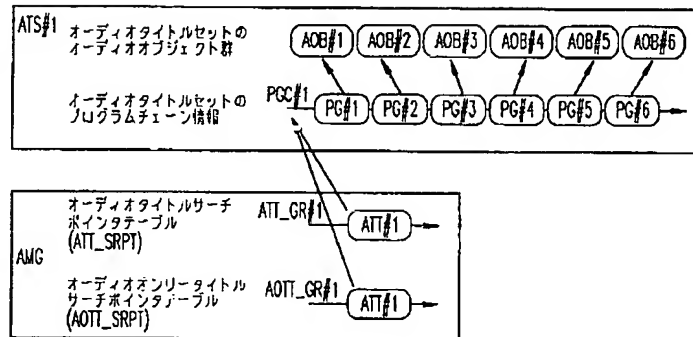 ATS#1
オーディオタイトルセットの
オーディオオブジェクト群
AOB#1 AOB#2 AOB#3 AOB#4 AOB#5 AOB#6
オーディオタイトルセットの
プログラムチェーン情報
PGC#1
PG#1 PG#2 PG#3 PG#4 PG#5 PG#6
AMG
オーディオタイトルサーチ
ポインタテーブル
(ATT_SRPT)
ATT_GR#1
ATT#1
オーディオオンリータイトル
サーチポインタテーブル
(AOTT_SRPT)
AOTT_GR#1
ATT#1